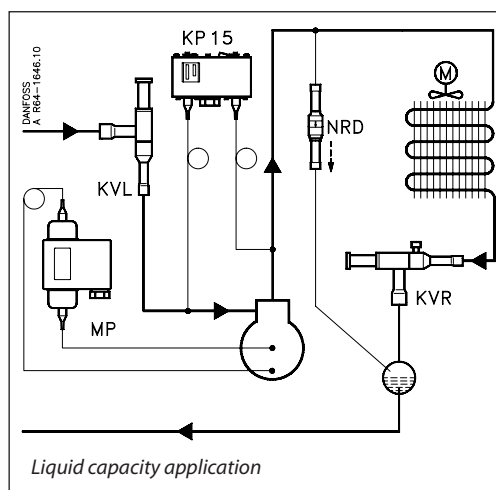 KP 15
DANFOSS
A R64-1646.10
M
NRD
KVL
KVR
MP
Liquid capacity application